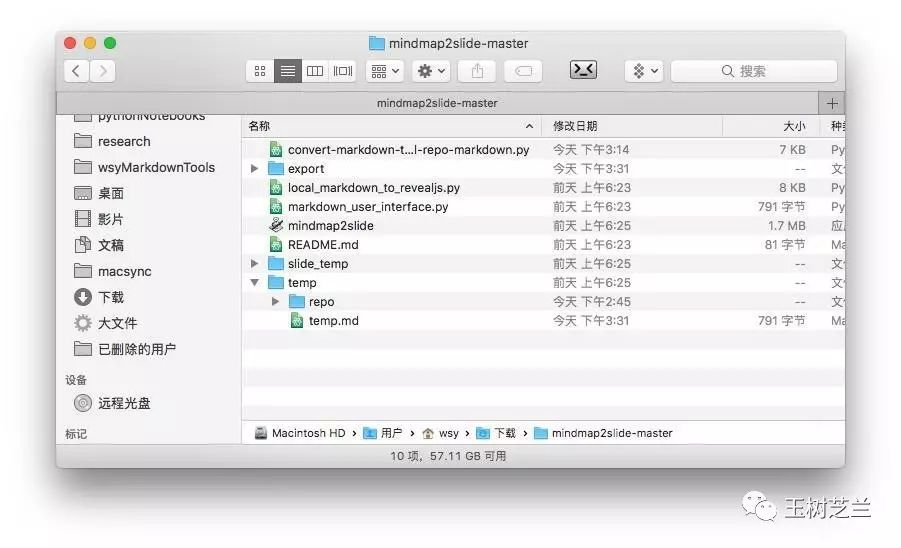 mindmap2slide-master
搜索
mindmap2slide-master
pythonNotebooks
research
wsyMarkdownTools
桌面
影片
文稿
macsync
下载
大文件
已删除的用户
设备
远程光盘
标记
名称 修改日期 大小 种类
convert-markdown-t...l-repo-markdown.py 今天 下午3:14 7 KB Py
export 今天 下午3:31 -- 文
local_markdown_to_revealjs.py 前天 上午6:23 8 KB Py
markdown_user_interface.py 前天 上午6:23 791 字节 Py
mindmap2slide 前天 上午6:25 1.7 MB 应
README.md 前天 上午6:23 81 字节 Ma
slide_temp 前天 上午6:25 -- 文
temp 前天 上午6:25 -- 文
repo 今天 下午2:45 -- 文
temp.md 今天 下午3:31 791 字节 Ma
Macintosh HD › 用户 › wsy › 下载 › mindmap2slide-master
10 项，57.11 GB 可用
玉树芝兰